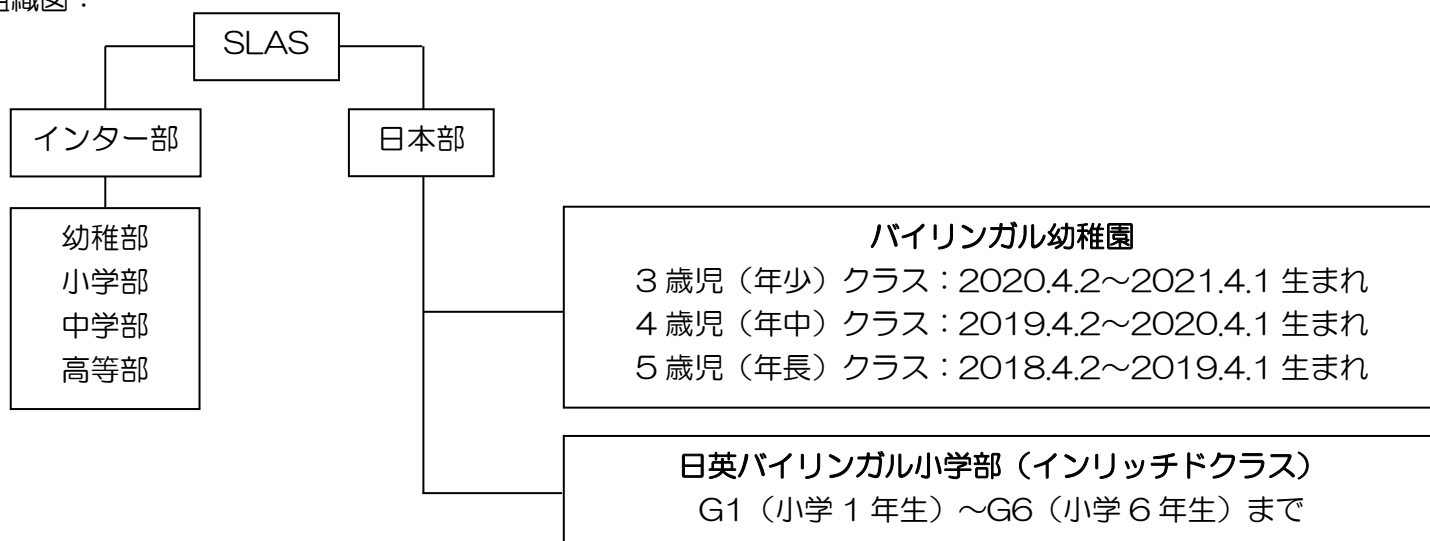 組織図：
SLAS
インター部
日本部
幼稚部
小学部
中学部
高等部
バイリンガル幼稚園
3歳児（年少）クラス：2020.4.2～2021.4.1生まれ
4歳児（年中）クラス：2019.4.2～2020.4.1生まれ
5歳児（年長）クラス：2018.4.2～2019.4.1生まれ
日英バイリンガル小学部（インリッチドクラス）
G1（小学1年生）～G6（小学6年生）まで